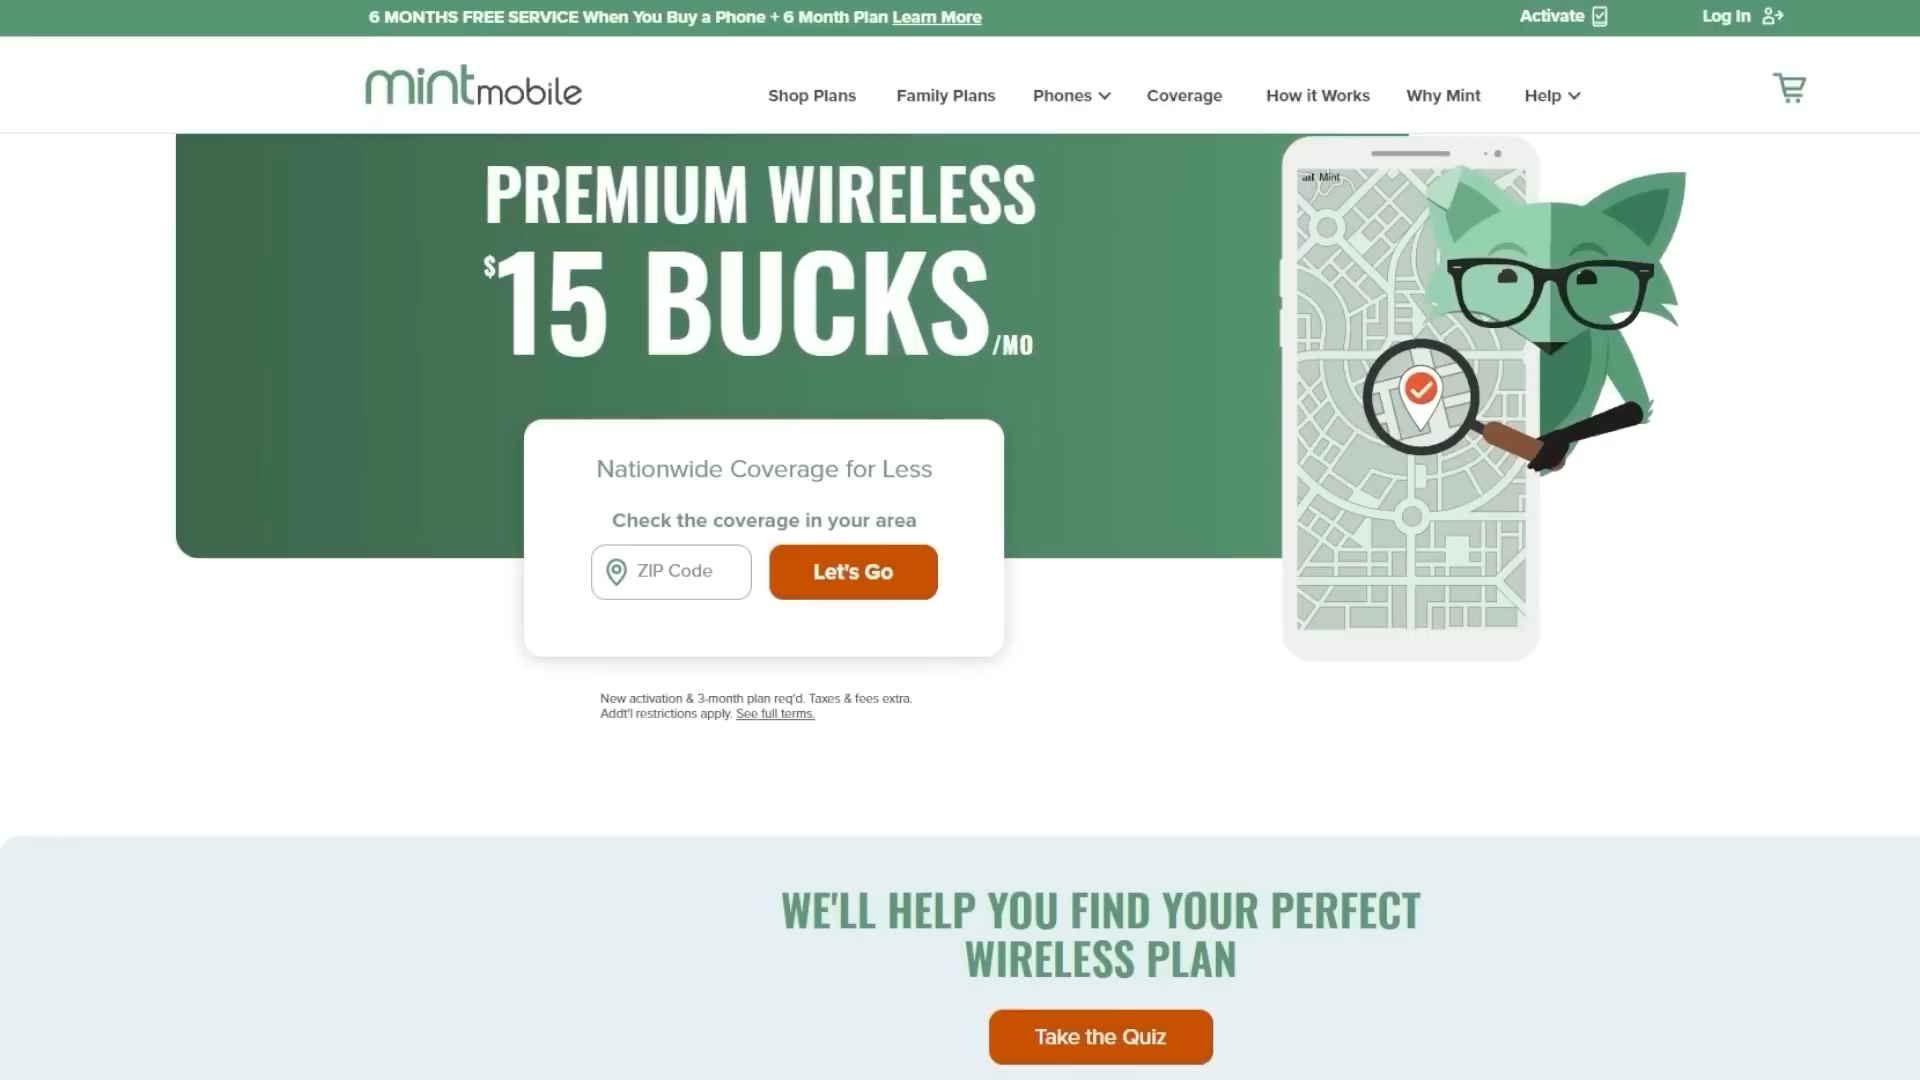 6 MONTHS FREE SERVICE When You Buy a Phone + 6 Month Plan Learn More
Activate
Log In
mintmobile
Shop Plans
Family Plans
Phones
Coverage
How it Works
Why Mint
Help
PREMIUM WIRELESS
$15 BUCKS/MO
Mint
Nationwide Coverage for Less
Check the coverage in your area
ZIP Code
Let's Go
New activation & 3-month plan req'd. Taxes & fees extra.
Addt'l restrictions apply. See full terms.
WE'LL HELP YOU FIND YOUR PERFECT
WIRELESS PLAN
Take the Quiz